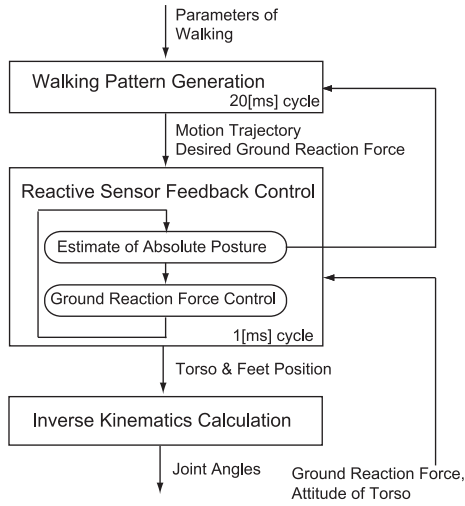 Parameters of
Walking
Walking Pattern Generation
20[ms] cycle
Motion Trajectory
Desired Ground Reaction Force
Reactive Sensor Feedback Control
Estimate of Absolute Posture
Ground Reaction Force Control
1[ms] cycle
Torso & Feet Position
Inverse Kinematics Calculation
Joint Angles
Ground Reaction Force,
Attitude of Torso